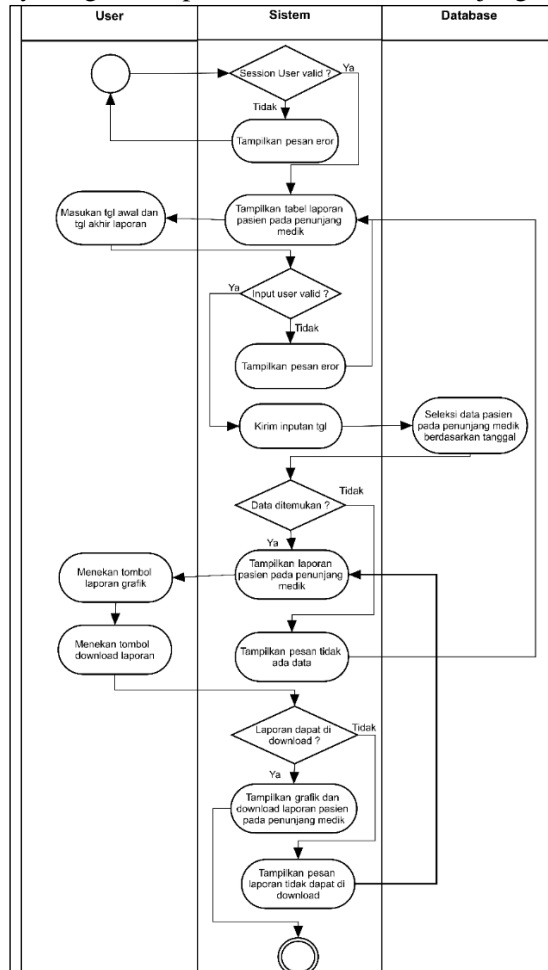 User
Sistem
Database
Session User valid ?
Ya
Tidak
Tampilkan pesan eror
Masukan tgl awal dan
tgl akhir laporan
Tampilkan tabel laporan
pasien pada penunjang
medik
Ya
Input user valid ?
Tidak
Tampilkan pesan eror
Kirim inputan tgl
Seleksi data pasien
pada penunjang medik
berdasarkan tanggal
Data ditemukan ?
Tidak
Ya
Menekan tombol
laporan grafik
Tampilkan laporan
pasien pada penunjang
medik
Menekan tombol
download laporan
Tampilkan pesan tidak
ada data
Laporan dapat di
download ?
Tidak
Ya
Tampilkan grafik dan
download laporan pasien
pada penunjang medik
Tampilkan pesan
laporan tidak dapat di
download